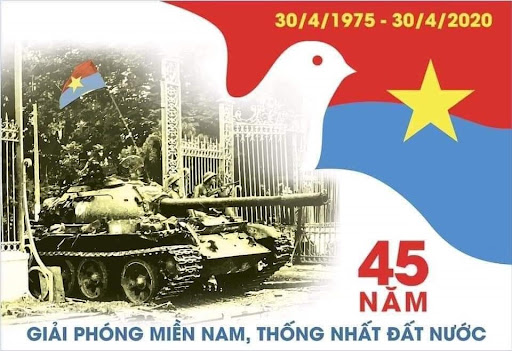 30/4/1975 - 30/4/2020
45
NĂM
GIẢI PHÓNG MIỀN NAM, THỐNG NHẤT ĐẤT NƯỚC